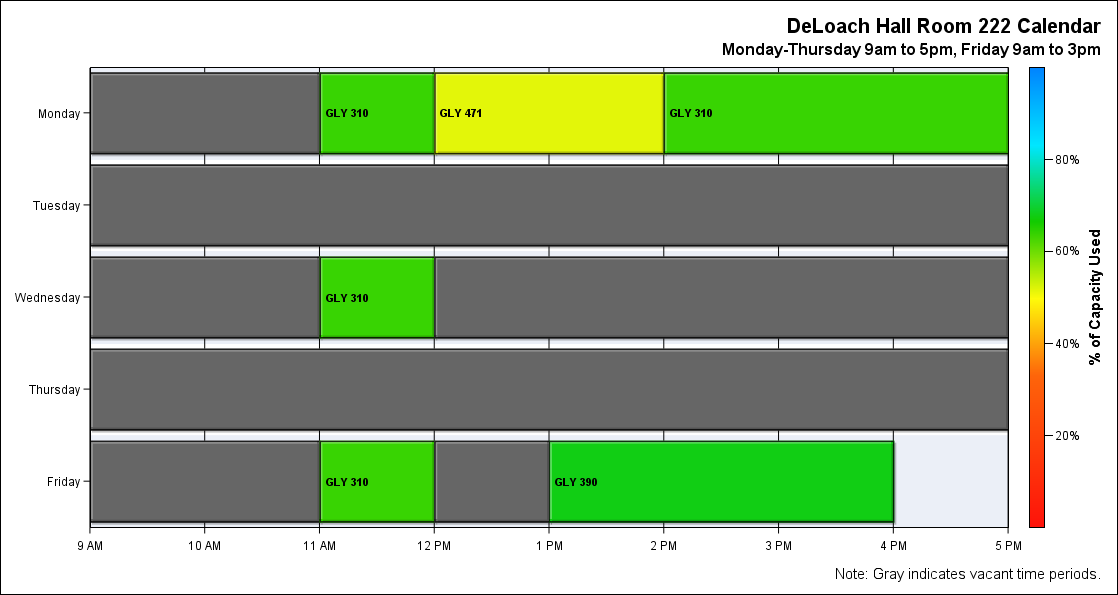 DeLoach Hall Room 222 Calendar
Monday-Thursday 9am to 5pm, Friday 9am to 3pm
Monday
GLY 310
GLY 471
GLY 310
Tuesday
Wednesday
GLY 310
Thursday
Friday
GLY 310
GLY 390
9 AM
10 AM
11 AM
12 PM
1 PM
2 PM
3 PM
4 PM
5 PM
80%
60%
40%
20%
% of Capacity Used
Note: Gray indicates vacant time periods.